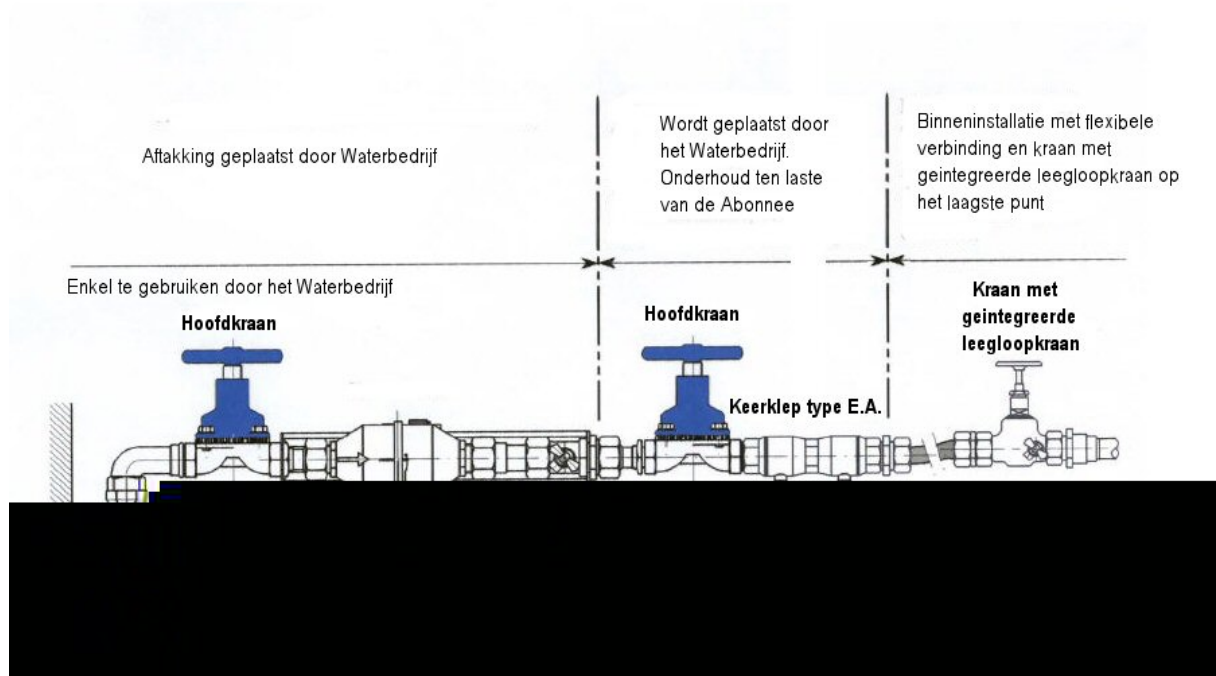 Aftakking geplaatst door Waterbedrijf
Wordt geplaatst door
het Waterbedrijf.
Onderhoud ten laste
van de Abonnee
Binneninstallatie met flexibele
verbinding en kraan met
geintegreerde leegloopkraan op
het laagste punt
Enkel te gebruiken door het Waterbedrijf
Hoofdkraan
Hoofdkraan
Keerklep type E.A.
Kraan met
geintegreerde
leegloopkraan